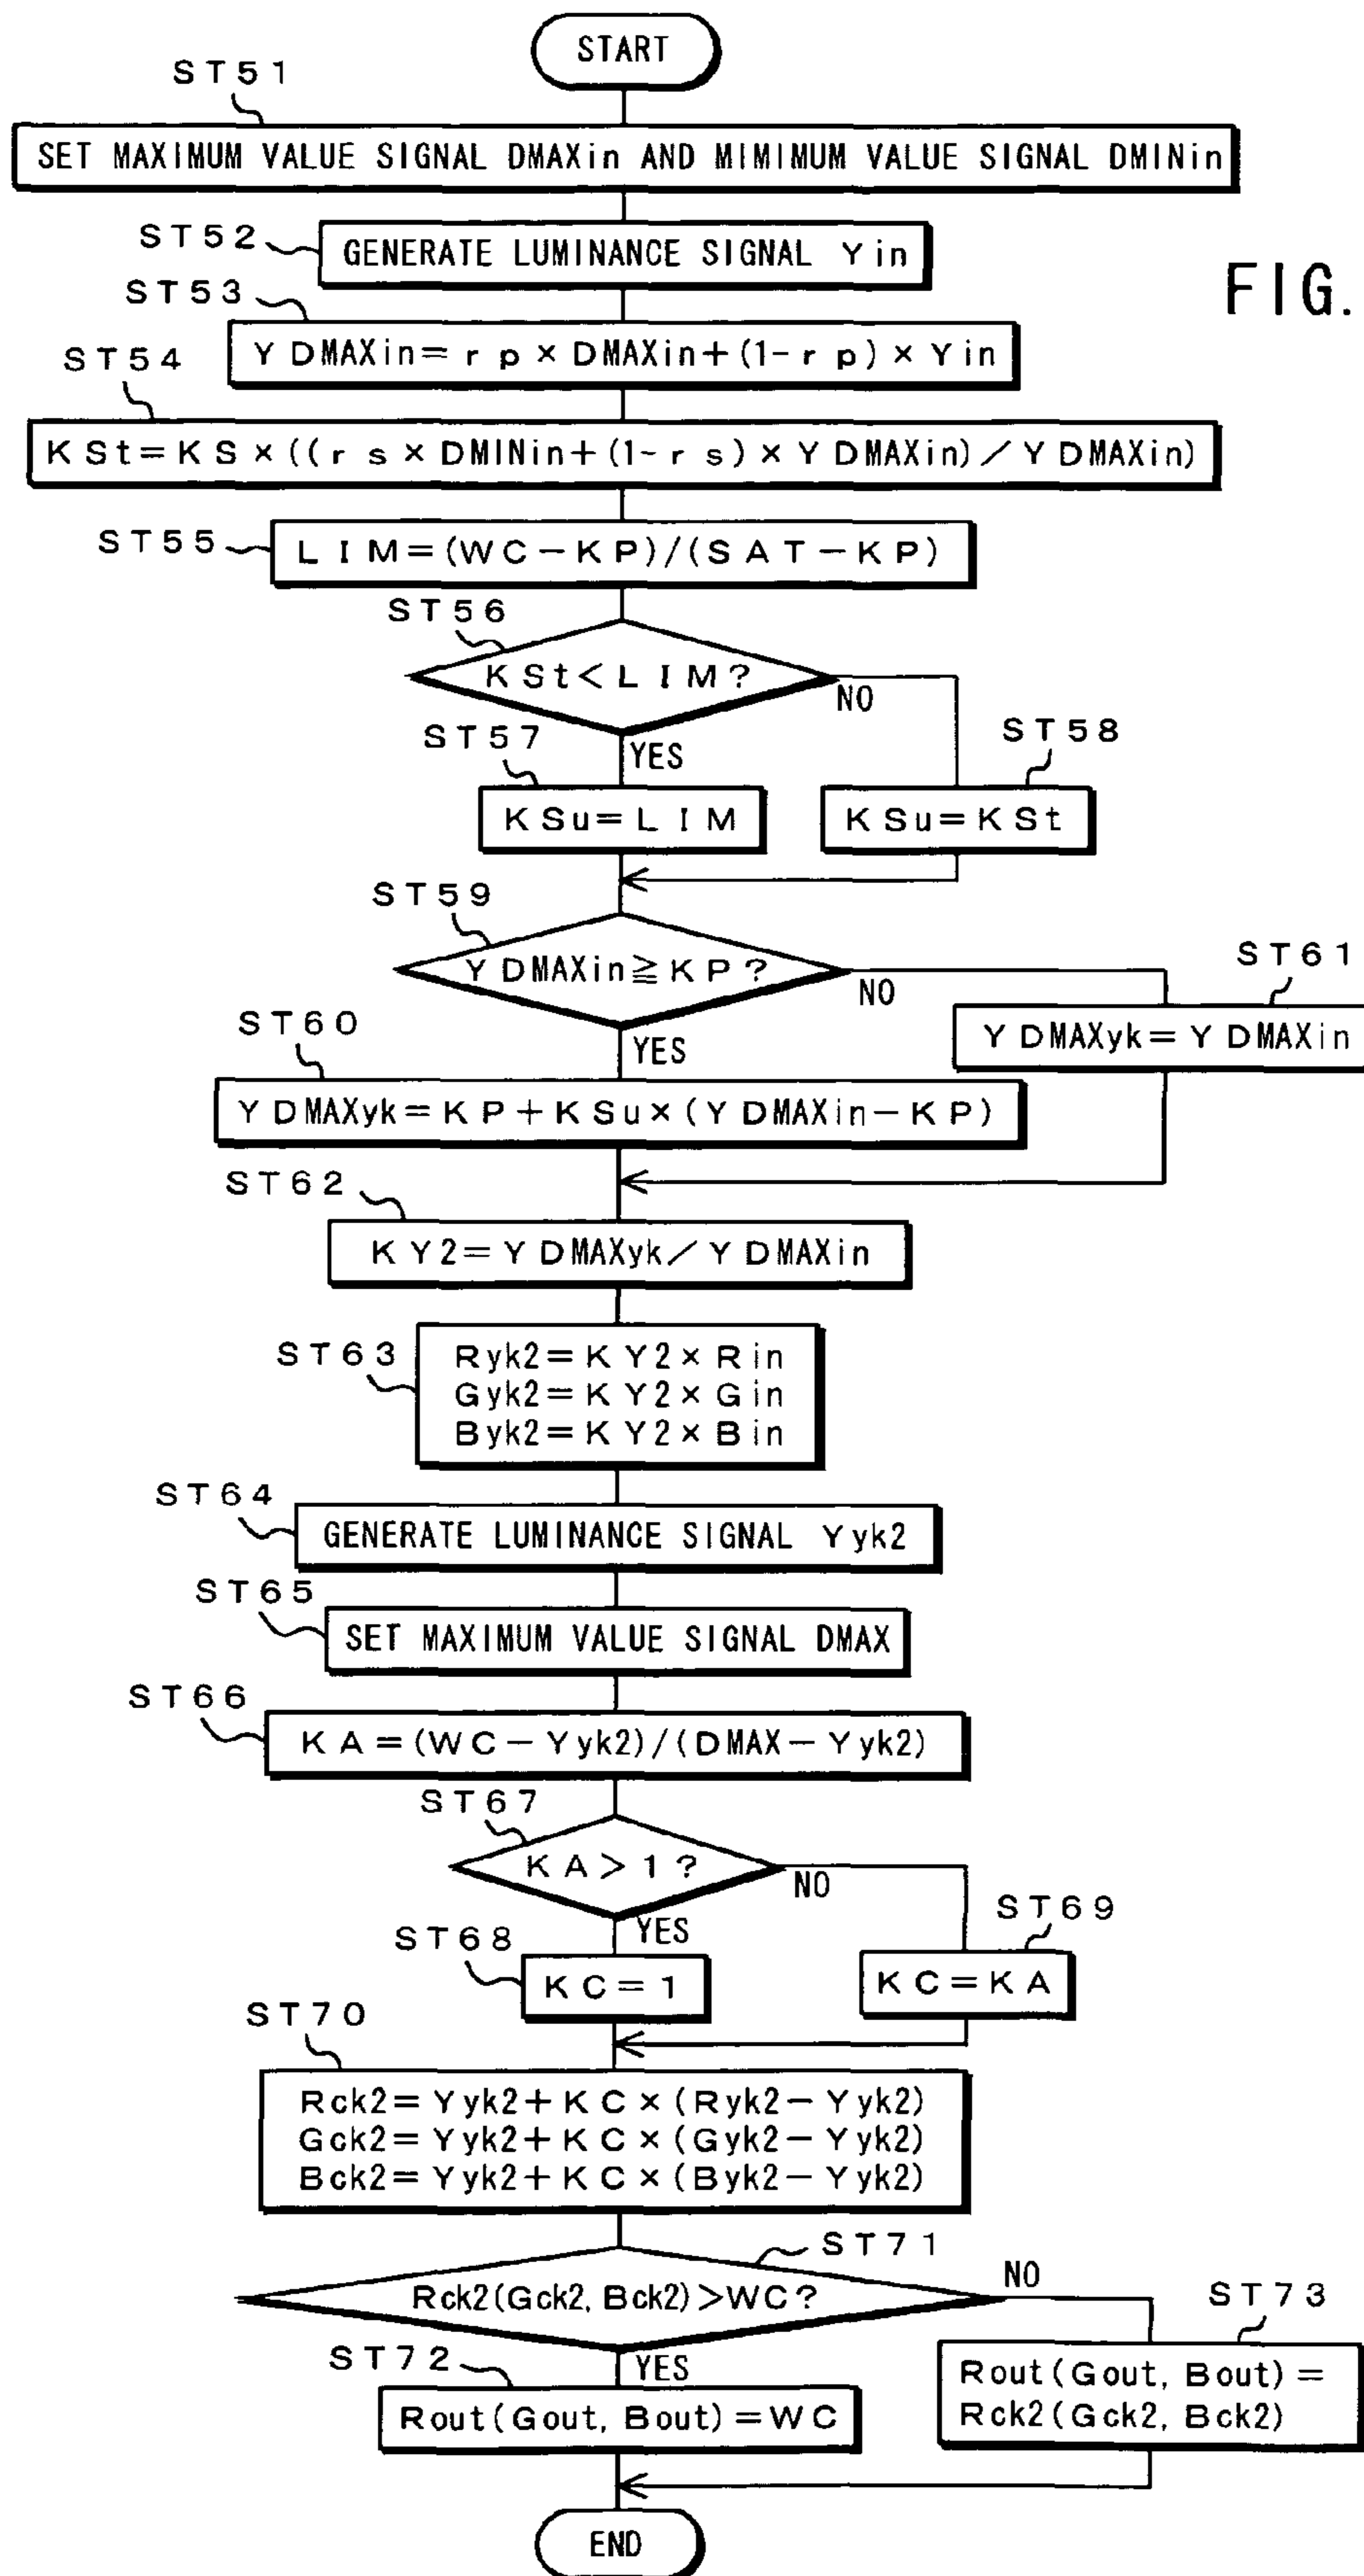 START
ST51
SET MAXIMUM VALUE SIGNAL DMAXin AND MIMIMUM VALUE SIGNAL DMINin
ST52
GENERATE LUMINANCE SIGNAL Yin
FIG.
ST53
YDMAXin=rp×DMAXin+(1-rp)×Yin
ST54
KSt=KS×((rs×DMINin+(1-rs)×YDMAXin)/YDMAXin)
ST55
LIM=(WC-KP)/(SAT-KP)
ST56
KSt<LIM?
NO
YES
ST57
KSu=LIM
ST58
KSu=KSt
ST59
YDMAXin≧KP?
NO
YES
ST61
YDMAXyk=YDMAXin
ST60
YDMAXyk=KP+KSu×(YDMAXin-KP)
ST62
KY2=YDMAXyk/YDMAXin
ST63
Ryk2=KY2×Rin
Gyk2=KY2×Gin
Byk2=KY2×Bin
ST64
GENERATE LUMINANCE SIGNAL Yyk2
ST65
SET MAXIMUM VALUE SIGNAL DMAX
ST66
KA=(WC-Yyk2)/(DMAX-Yyk2)
ST67
KA>1?
NO
YES
ST68
KC=1
ST69
KC=KA
ST70
Rck2=Yyk2+KC×(Ryk2-Yyk2)
Gck2=Yyk2+KC×(Gyk2-Yyk2)
Bck2=Yyk2+KC×(Byk2-Yyk2)
ST71
Rck2(Gck2, Bck2)>WC?
NO
YES
ST72
Rout(Gout, Bout)=WC
ST73
Rout(Gout, Bout)=
Rck2(Gck2, Bck2)
END